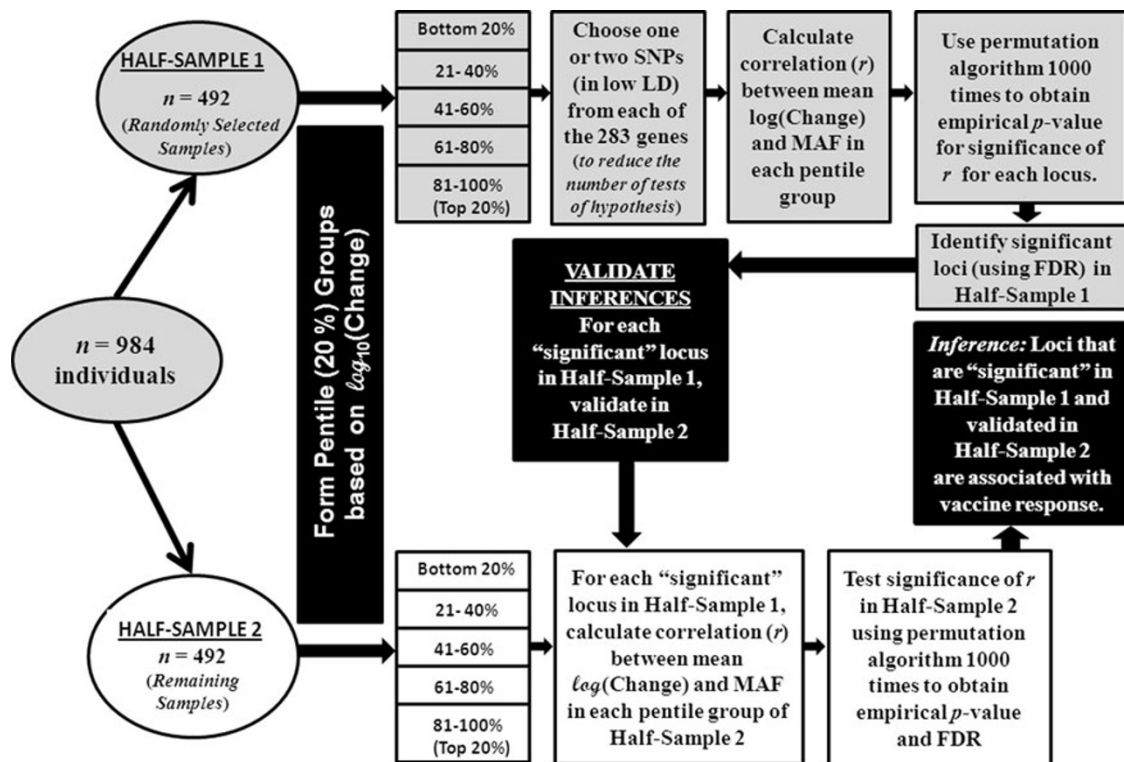 HALF-SAMPLE 1
n = 492
(Randomly Selected
Samples)
Bottom 20%
21- 40%
41-60%
61-80%
81-100%
(Top 20%)
Choose one
or two SNPs
(in low LD)
from each of
the 283 genes
(to reduce the
number of tests
of hypothesis)
Calculate
correlation (r)
between mean
log(Change)
and MAF in
each pentile
group
Use permutation
algorithm 1000
times to obtain
empirical p-value
for significance of
r for each locus.
Identify significant
loci (using FDR) in
Half-Sample 1
n = 984
individuals
Form Pentile (20 %) Groups
based on log₁₀(Change)
VALIDATE
INFERENCES
For each
“significant” locus
in Half-Sample 1,
validate in
Half-Sample 2
Inference: Loci that
are “significant” in
Half-Sample 1 and
validated in
Half-Sample 2
are associated with
vaccine response.
HALF-SAMPLE 2
n = 492
(Remaining
Samples)
Bottom 20%
21- 40%
41-60%
61-80%
81-100%
(Top 20%)
For each “significant”
locus in Half-Sample 1,
calculate correlation (r)
between mean
log(Change) and MAF
in each pentile group of
Half-Sample 2
Test significance of r
in Half-Sample 2
using permutation
algorithm 1000
times to obtain
empirical p-value
and FDR